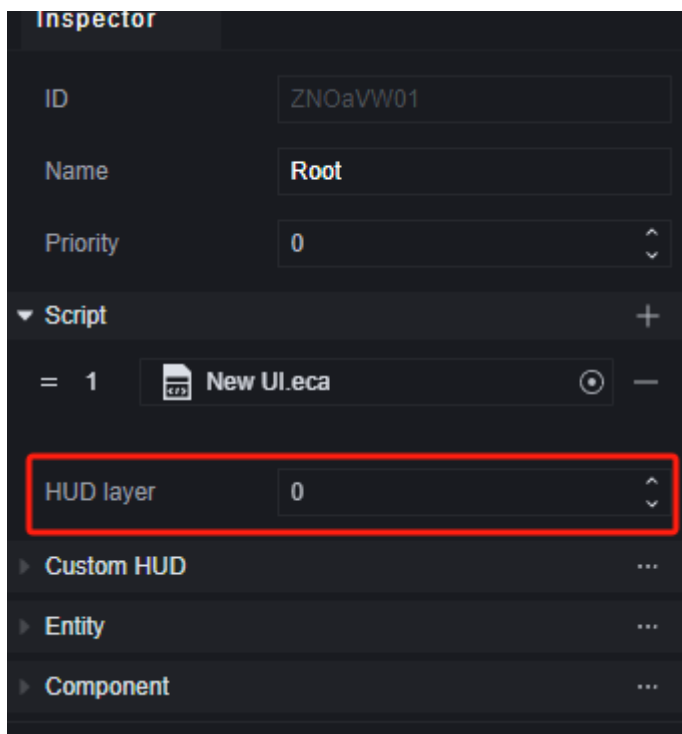 Inspector
ID ZNOaVW01
Name Root
Priority 0
Script
= 1 New UI.eca
HUD layer 0
Custom HUD ...
Entity ...
Component ...